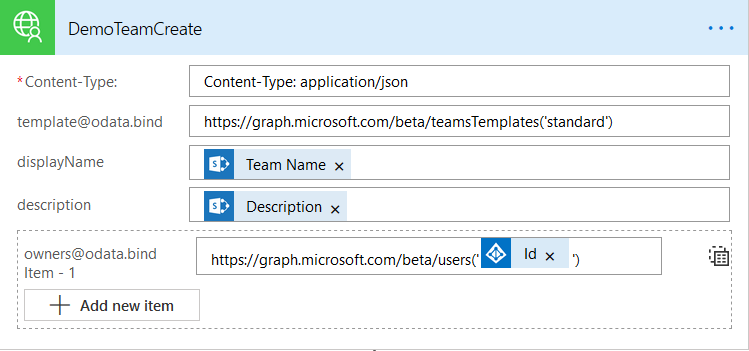 DemoTeamCreate
*Content-Type: Content-Type: application/json
template@odata.bind https://graph.microsoft.com/beta/teamsTemplates('standard')
displayName Team Name ×
description Description ×
owners@odata.bind
Item - 1 https://graph.microsoft.com/beta/users(' Id × ')
Add new item